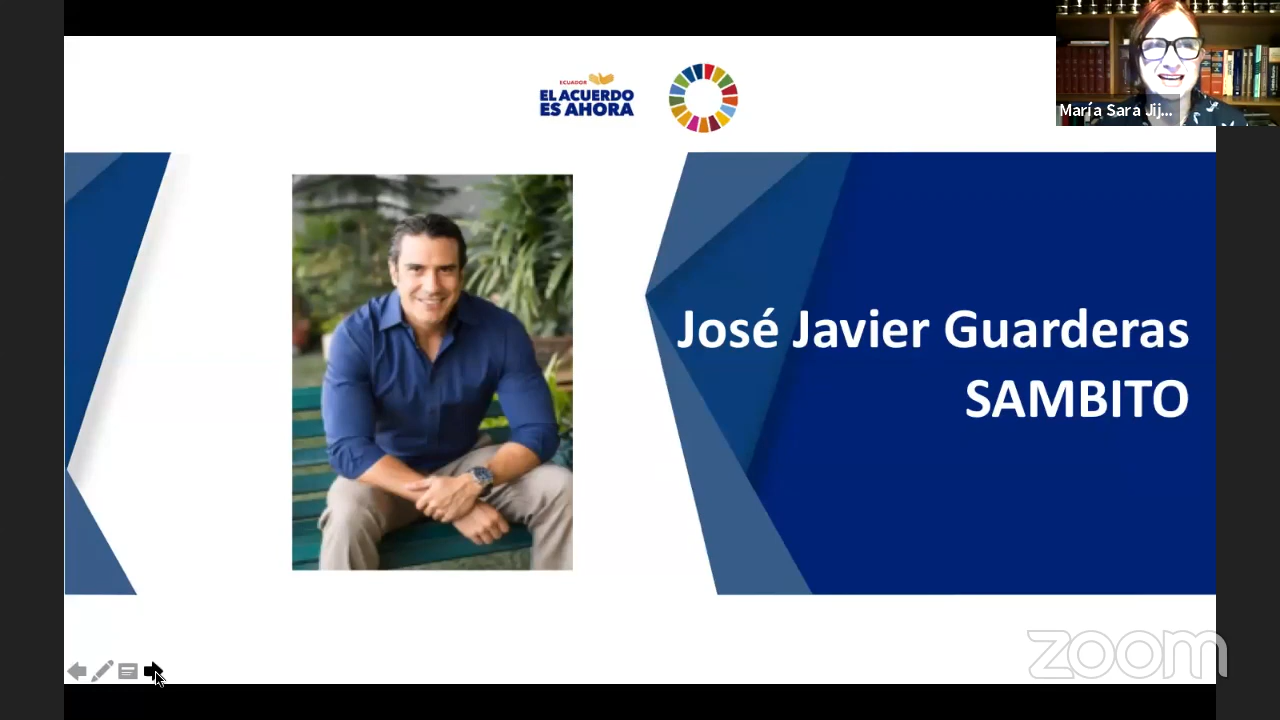 ECUADOR
EL ACUERDO
ES AHORA
María Sara Jij...
José Javier Guarderas
SAMBITO
zoom